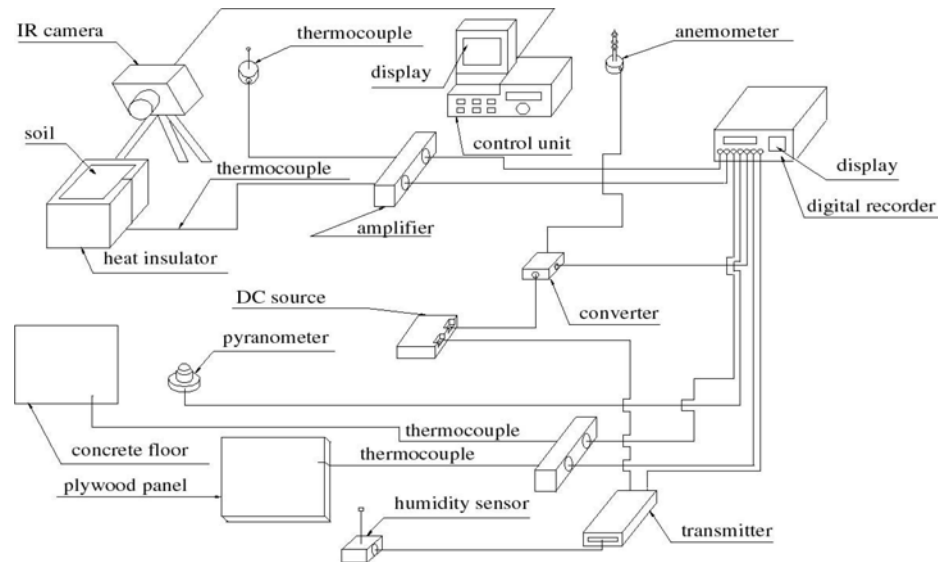 IR camera
thermocouple
anemometer
display
soil
control unit
thermocouple
display
amplifier
digital recorder
heat insulator
DC source
converter
pyranometer
thermocouple
concrete floor
thermocouple
plywood panel
humidity sensor
transmitter